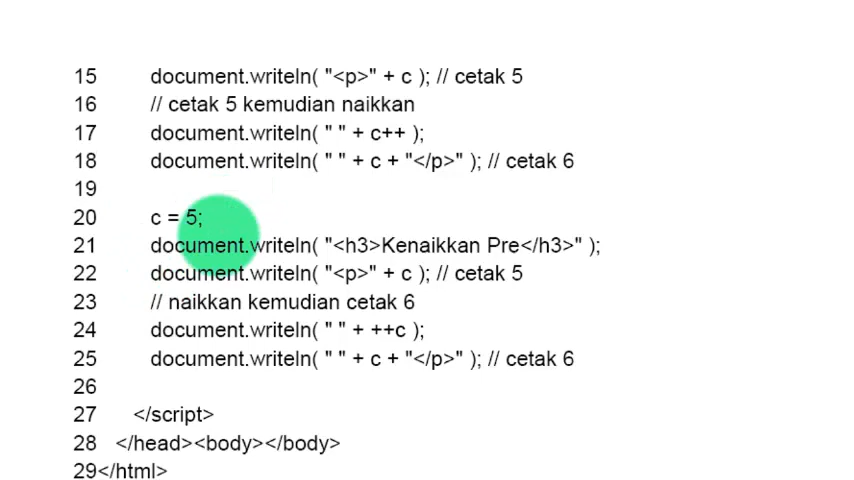 15 document.writeln( "<p>" + c ); // cetak 5
16 // cetak 5 kemudian naikkan
17 document.writeln( " " + c++ );
18 document.writeln( " " + c + "</p>" ); // cetak 6
19
20 c = 5;
21 document.writeln( "<h3>Kenaikkan Pre</h3>" );
22 document.writeln( "<p>" + c ); // cetak 5
23 // naikkan kemudian cetak 6
24 document.writeln( " " + ++c );
25 document.writeln( " " + c + "</p>" ); // cetak 6
26
27 </script>
28 </head><body></body>
29</html>